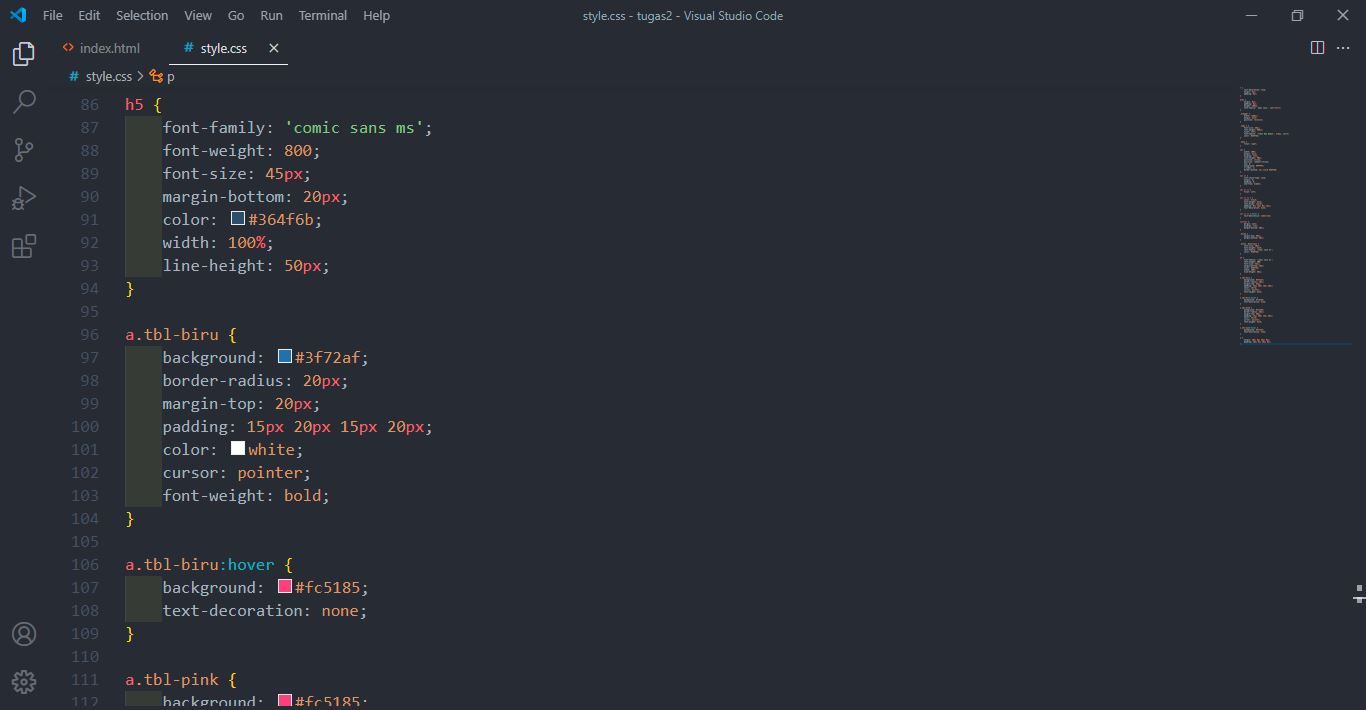 File Edit Selection View Go Run Terminal Help style.css - tugas2 - Visual Studio Code
index.html style.css
# style.css > p
86 h5 {
87 font-family: 'comic sans ms';
88 font-weight: 800;
89 font-size: 45px;
90 margin-bottom: 20px;
91 color: #364f6b;
92 width: 100%;
93 line-height: 50px;
94 }
95
96 a.tbl-biru {
97 background: #3f72af;
98 border-radius: 20px;
99 margin-top: 20px;
100 padding: 15px 20px 15px 20px;
101 color: white;
102 cursor: pointer;
103 font-weight: bold;
104 }
105
106 a.tbl-biru:hover {
107 background: #fc5185;
108 text-decoration: none;
109 }
110
111 a.tbl-pink {
112 background: #fc5185;